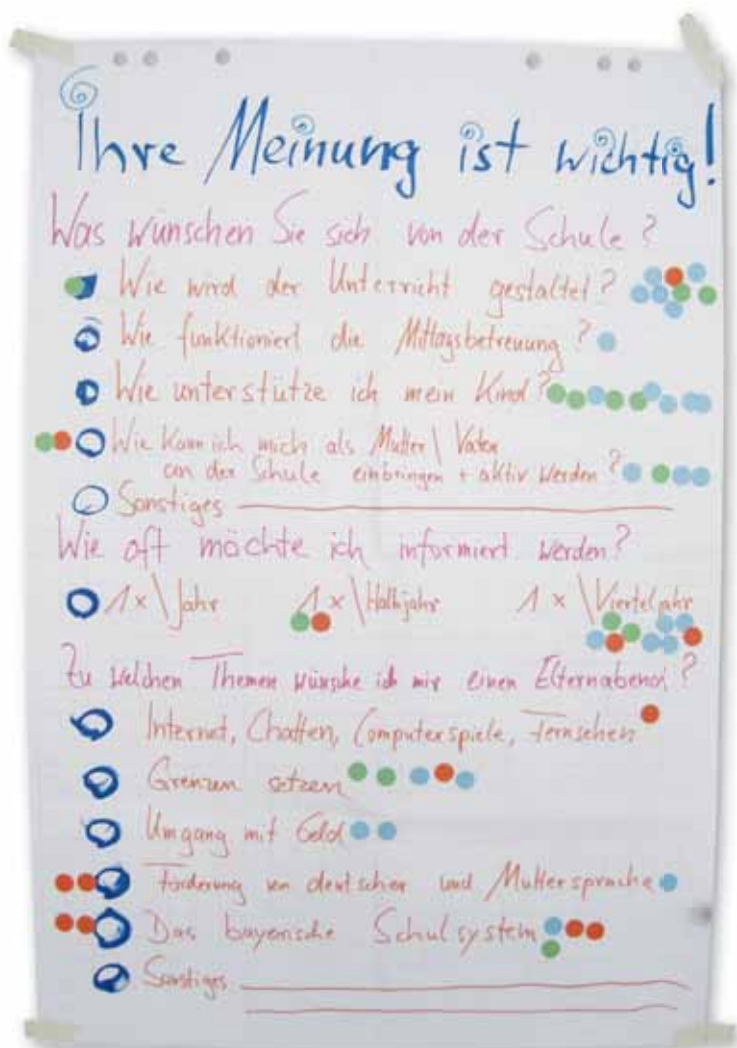 Ihre Meinung ist wichtig!
Was wünschen Sie sich von der Schule?
Wie wird der Unterricht gestaltet?
Wie funktioniert die Mittagsbetreuung?
Wie unterstütze ich mein Kind?
Wie kann ich mich als Mutter \ Vater
an der Schule einbringen + aktiv werden?
Sonstiges
Wie oft möchte ich informiert werden?
1 x \ Jahr 1 x \ Halbjahr 1 x \ Vierteljahr
Zu welchen Themen wünsche ich mir einen Elternabend?
Internet, Chatten, Computerspiele, Fernsehen
Grenzen setzen
Umgang mit Geld
Förderung von deutscher und Muttersprache
Das bayerische Schulsystem
Sonstiges